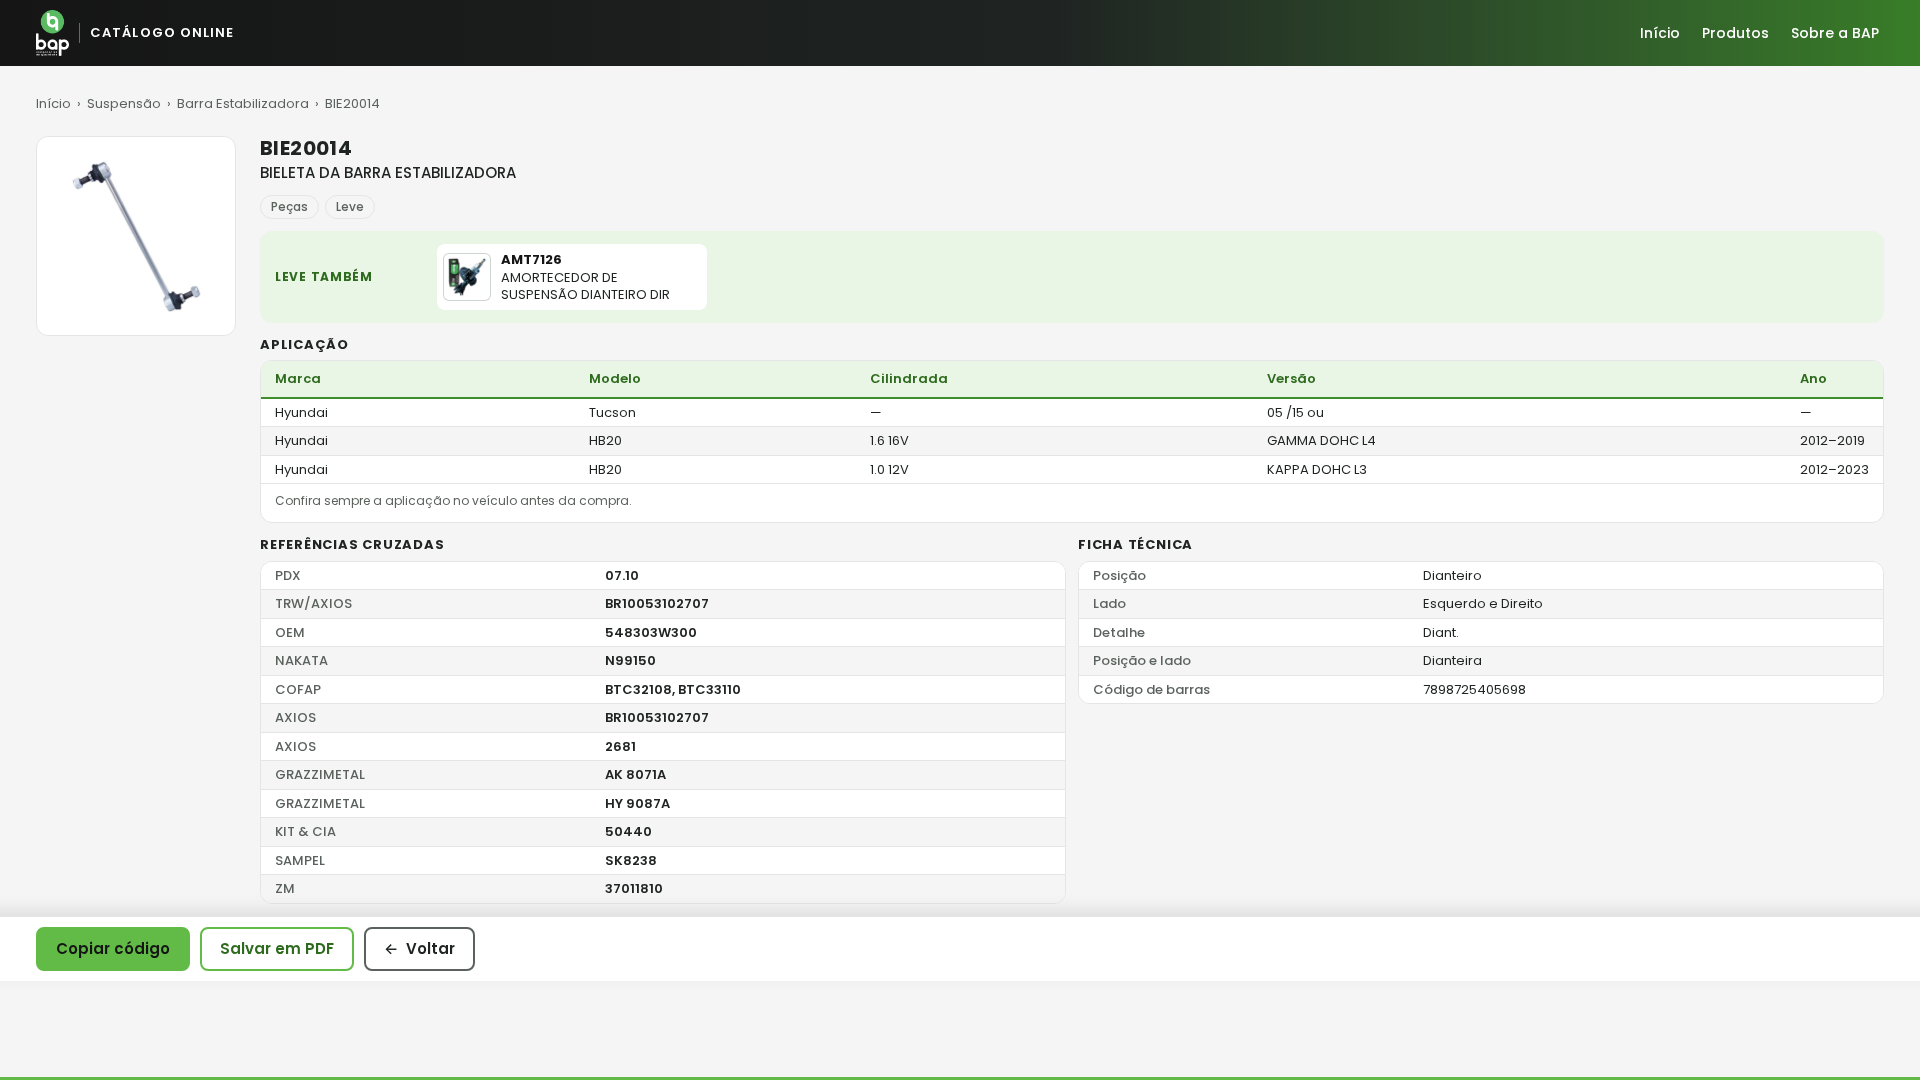 bap
CATÁLOGO ONLINE
Início
Produtos
Sobre a BAP
Início › Suspensão › Barra Estabilizadora › BIE20014
BIE20014
BIELETA DA BARRA ESTABILIZADORA
Peças
Leve
LEVE TAMBÉM
AMT7126
AMORTECEDOR DE
SUSPENSÃO DIANTEIRO DIR
APLICAÇÃO
Marca Modelo Cilindrada Versão Ano
Hyundai Tucson — 05 /15 ou —
Hyundai HB20 1.6 16V GAMMA DOHC L4 2012–2019
Hyundai HB20 1.0 12V KAPPA DOHC L3 2012–2023
Confira sempre a aplicação no veículo antes da compra.
REFERÊNCIAS CRUZADAS
PDX 07.10
TRW/AXIOS BR10053102707
OEM 548303W300
NAKATA N99150
COFAP BTC32108, BTC33110
AXIOS BR10053102707
AXIOS 2681
GRAZZIMETAL AK 8071A
GRAZZIMETAL HY 9087A
KIT & CIA 50440
SAMPEL SK8238
ZM 37011810
FICHA TÉCNICA
Posição Dianteiro
Lado Esquerdo e Direito
Detalhe Diant.
Posição e lado Dianteira
Código de barras 7898725405698
Copiar código
Salvar em PDF
← Voltar